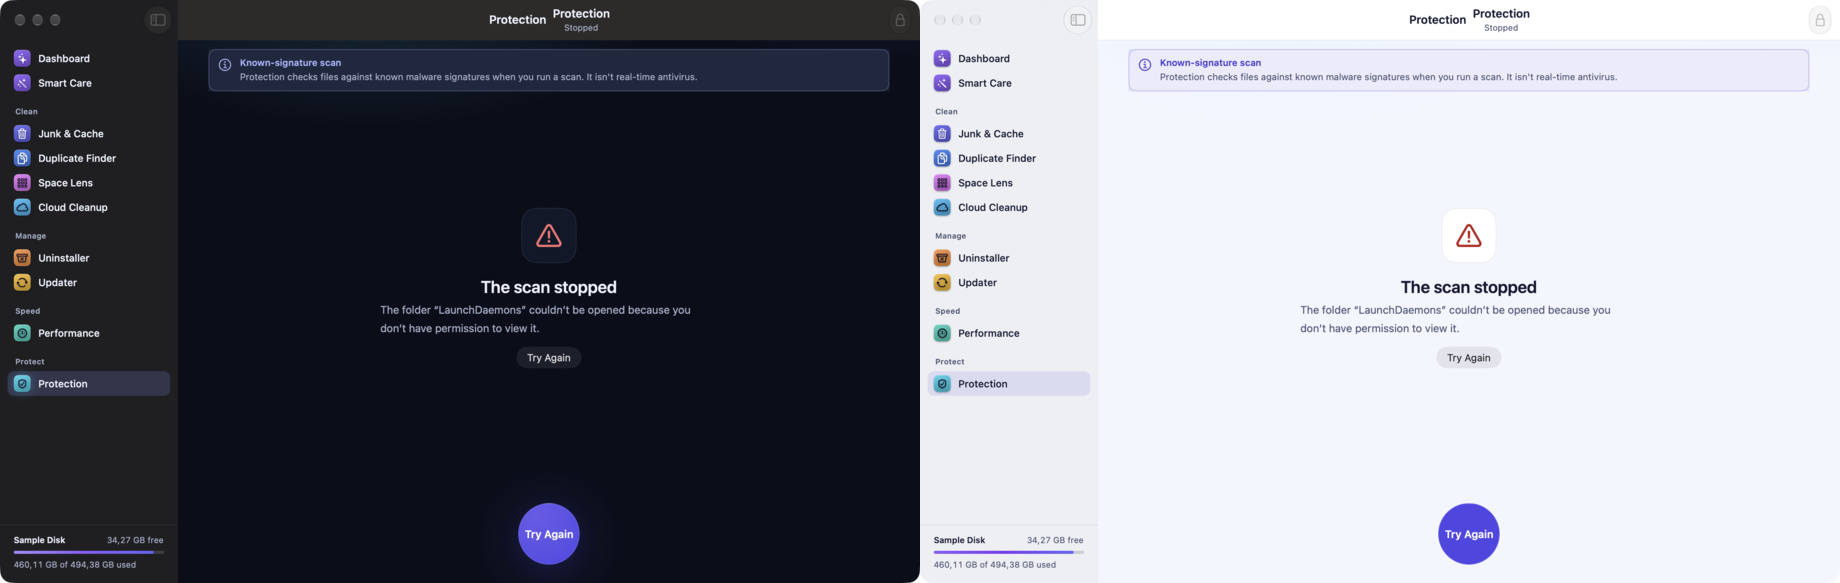 Protection
Protection
Stopped
Dashboard
Smart Care
Clean
Junk & Cache
Duplicate Finder
Space Lens
Cloud Cleanup
Manage
Uninstaller
Updater
Speed
Performance
Protect
Protection
Sample Disk 34,27 GB free
460,11 GB of 494,38 GB used
Known-signature scan
Protection checks files against known malware signatures when you run a scan. It isn't real-time antivirus.
The scan stopped
The folder “LaunchDaemons” couldn’t be opened because you
don’t have permission to view it.
Try Again
Try Again
Protection
Protection
Stopped
Dashboard
Smart Care
Clean
Junk & Cache
Duplicate Finder
Space Lens
Cloud Cleanup
Manage
Uninstaller
Updater
Speed
Performance
Protect
Protection
Sample Disk 34,27 GB free
460,11 GB of 494,38 GB used
Known-signature scan
Protection checks files against known malware signatures when you run a scan. It isn't real-time antivirus.
The scan stopped
The folder “LaunchDaemons” couldn’t be opened because you
don’t have permission to view it.
Try Again
Try Again